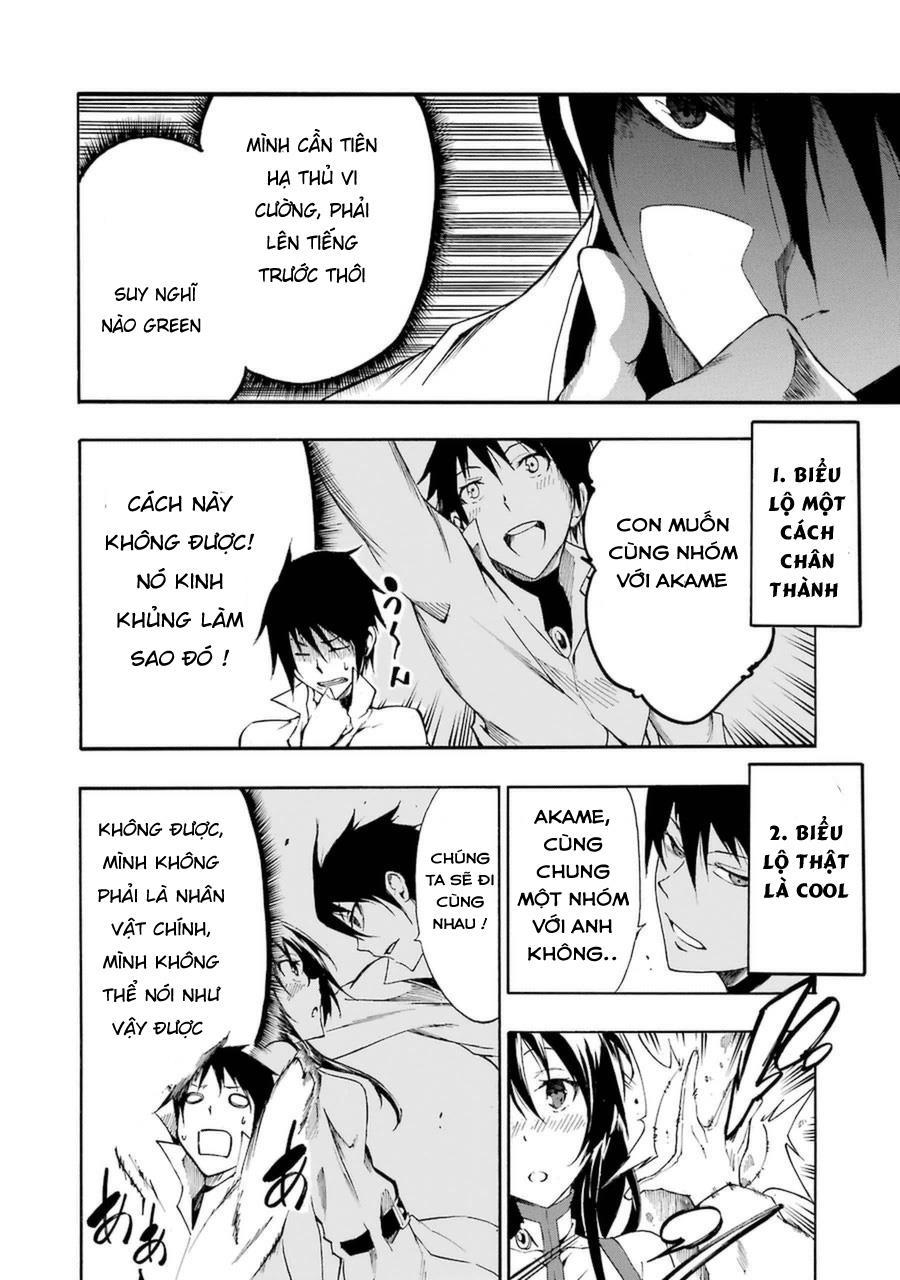 MÌNH CẦN TIÊN
HẠ THỦ VI
CƯỜNG, PHẢI
LÊN TIẾNG
TRƯỚC THÔI
SUY NGHĨ
NÀO GREEN
1. BIỂU
LỘ MỘT
CÁCH
CHÂN
THÀNH
CON MUỐN
CÙNG NHÓM
VỚI AKAME
CÁCH NÀY
KHÔNG ĐƯỢC!
NÓ KINH
KHỦNG LÀM
SAO ĐÓ !
う〜〜ん
2. BIỂU
LỘ THẬT
LÀ COOL
AKAME,
CÙNG
CHUNG
MỘT NHÓM
VỚI ANH
KHÔNG..
CHÚNG
TA SẼ ĐI
CÙNG
NHAU !
KHÔNG ĐƯỢC,
MÌNH KHÔNG
PHẢI LÀ NHÂN
VẬT CHÍNH,
MÌNH KHÔNG
THỂ NÓI NHƯ
VẬY ĐƯỢC